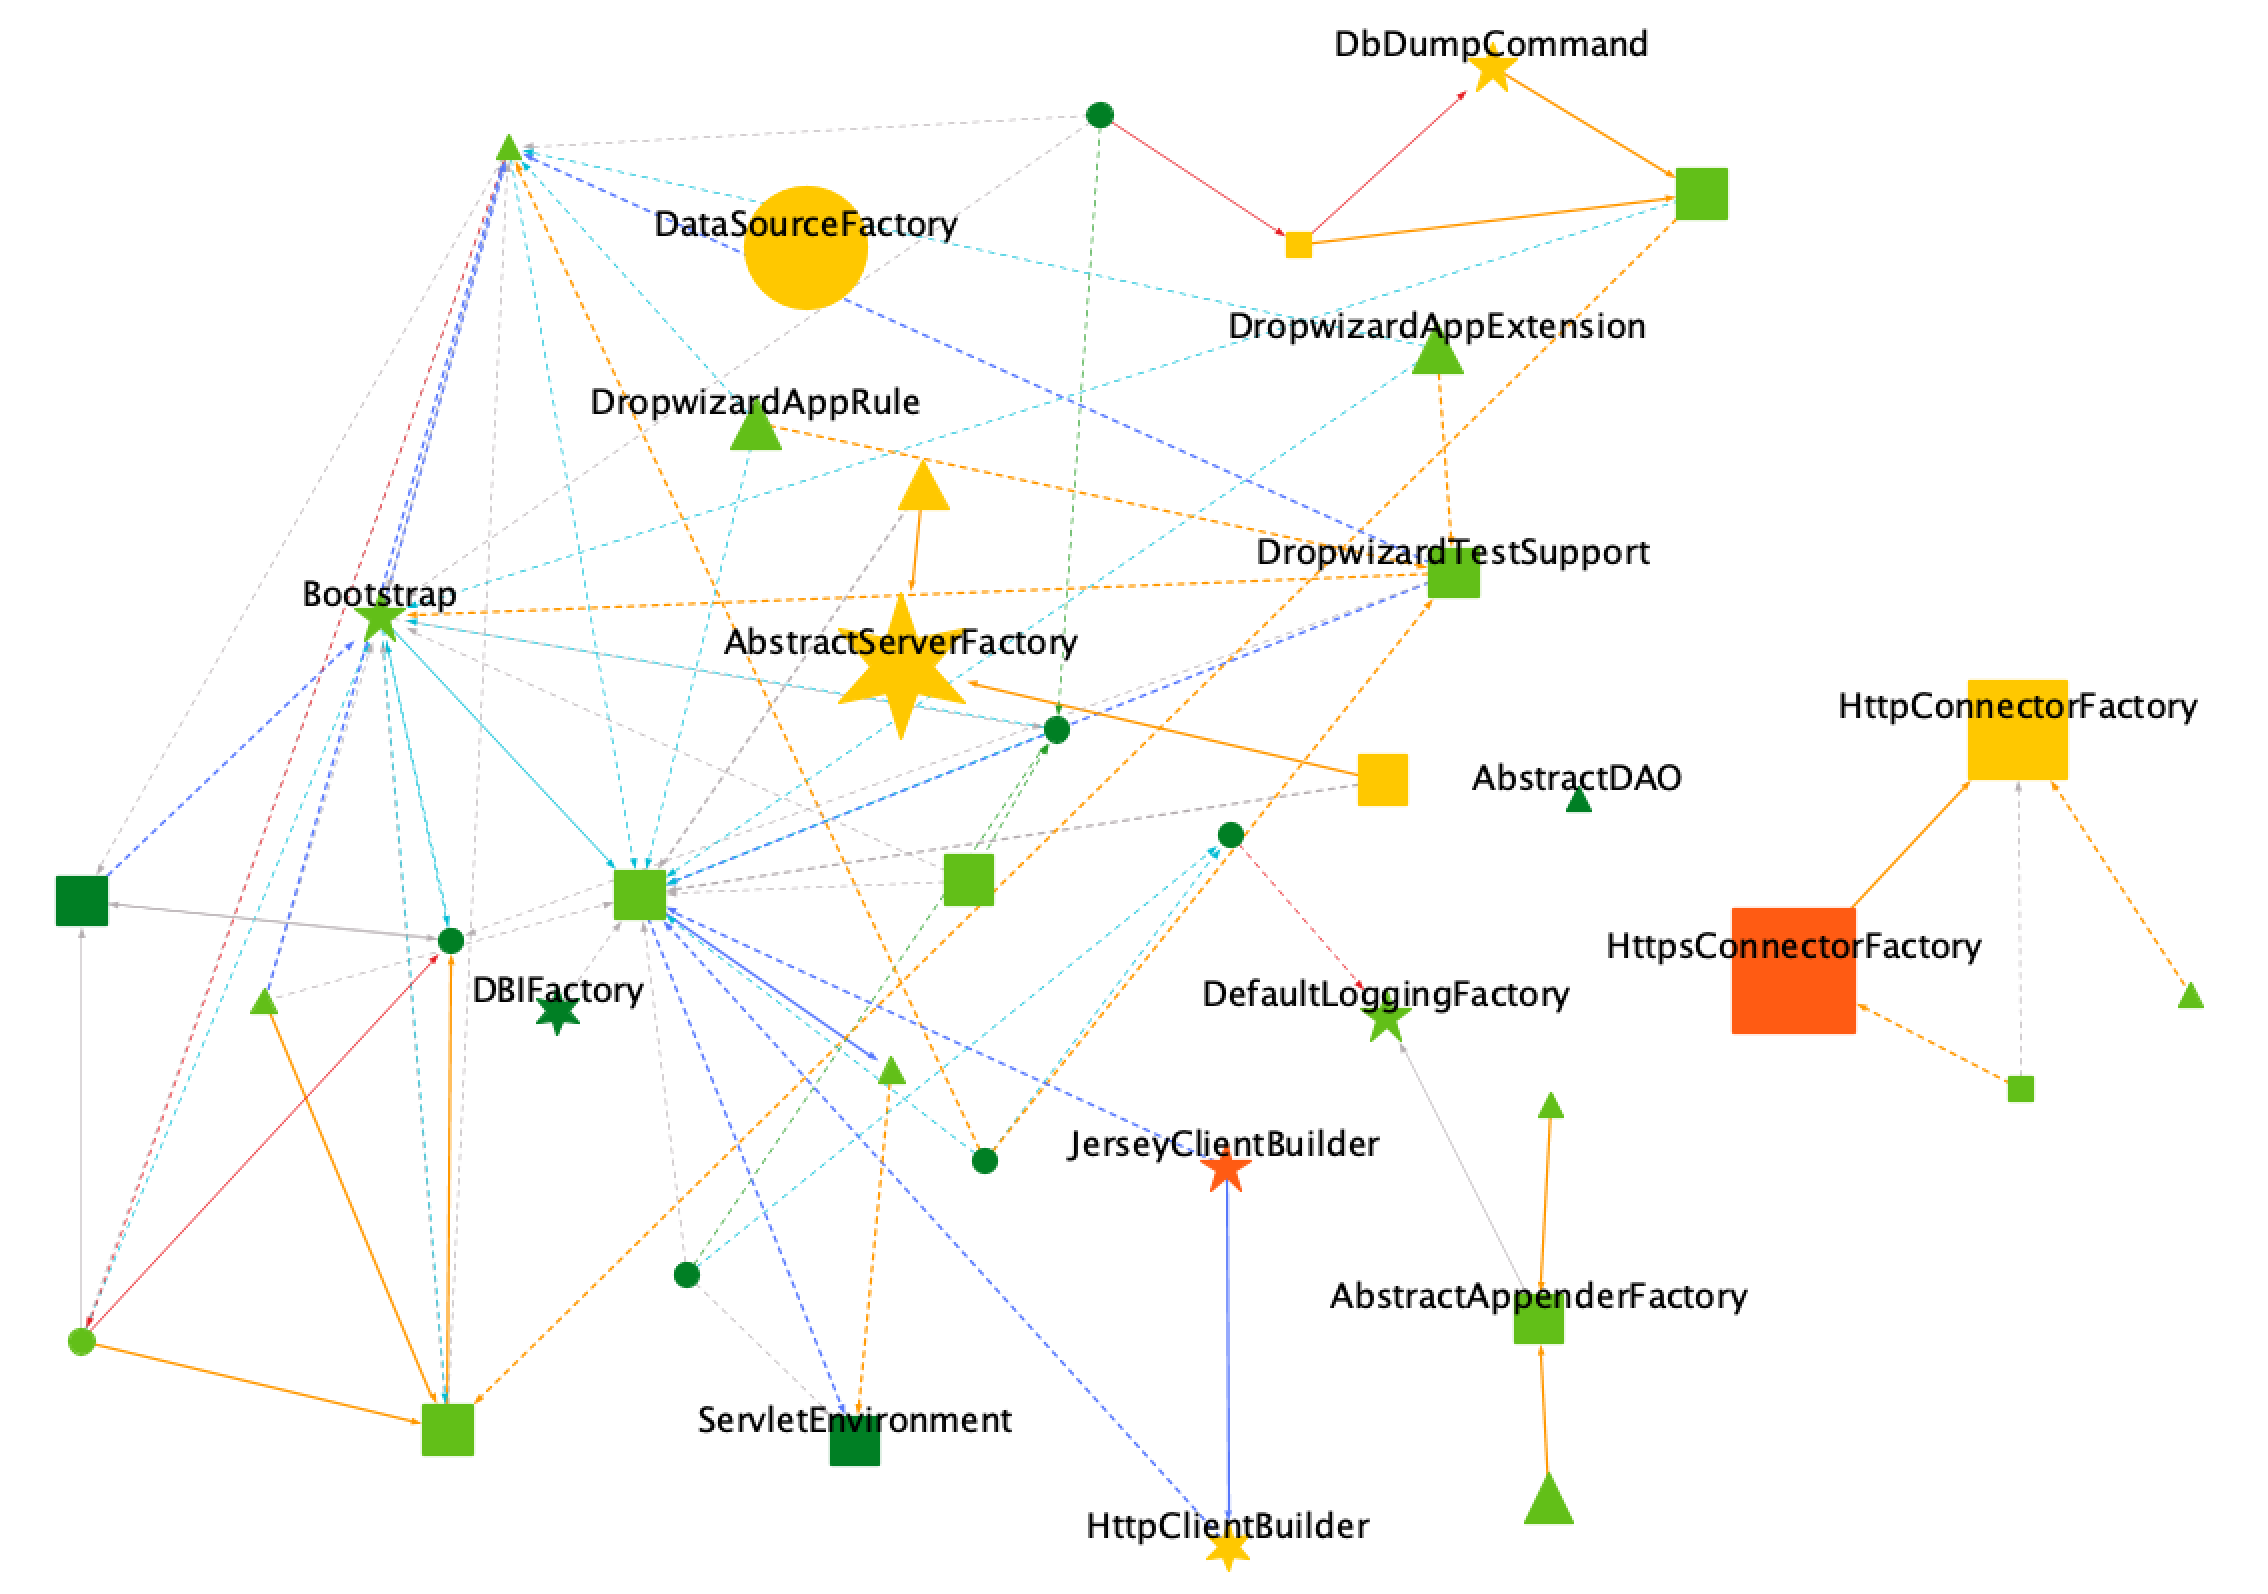 DbDumpCommand
DataSourceFactory
DropwizardAppExtension
DropwizardAppRule
DropwizardTestSupport
Bootstrap
AbstractServerFactory
HttpConnectorFactory
AbstractDAO
HttpsConnectorFactory
DBIFactory
DefaultLoggingFactory
JerseyClientBuilder
AbstractAppenderFactory
ServletEnvironment
HttpClientBuilder